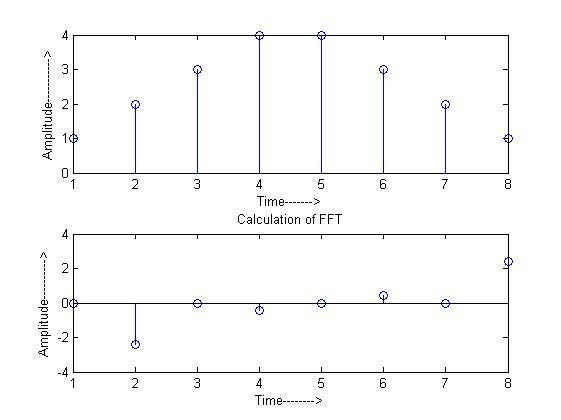 4
3
2
1
0
Amplitude----------->
1 2 3 4 5 6 7 8
Time------->
Calculation of FFT
4
2
0
-2
-4
Amplitude----------->
1 2 3 4 5 6 7 8
Time-------->